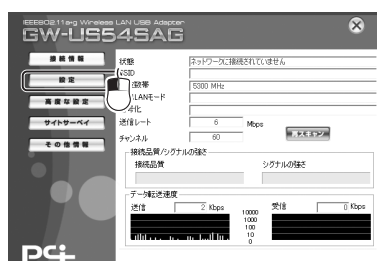 IEEE802.11a+g Wireless LAN USB Adapter
GW-US54SAG
接続情報
設定
高度な設定
サイトサーベイ
その他情報
状態 ネットワークに接続されていません
SSID
帯 5300 MHz
LANモード
化
送信レート 6 Mbps
チャンネル 60
再スキャン
接続品質/シグナルの強さ
接続品質 シグナルの強さ
データ転送速度
送信 2 Kbps 受信 0 Kbps
10000
1000
100
10
0
PCi